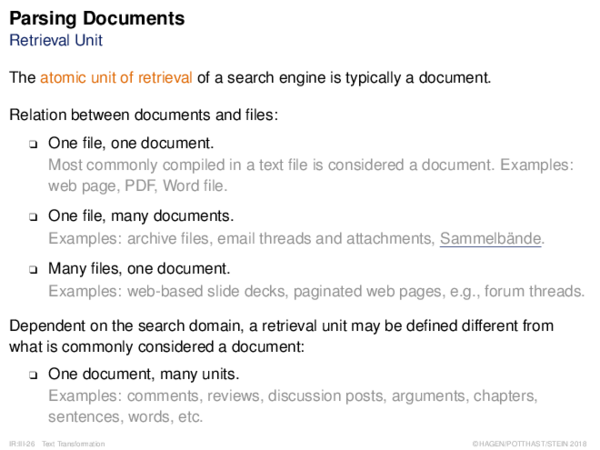 Parsing Documents
Retrieval Unit
The atomic unit of retrieval of a search engine is typically a document.
Relation between documents and files:
❑ One file, one document.
Most commonly compiled in a text file is considered a document. Examples:
web page, PDF, Word file.
❑ One file, many documents.
Examples: archive files, email threads and attachments, Sammelbände.
❑ Many files, one document.
Examples: web-based slide decks, paginated web pages, e.g., forum threads.
Dependent on the search domain, a retrieval unit may be defined different from
what is commonly considered a document:
❑ One document, many units.
Examples: comments, reviews, discussion posts, arguments, chapters,
sentences, words, etc.
Text Transformation
©HAGEN/POTTHAST/STEIN 2018